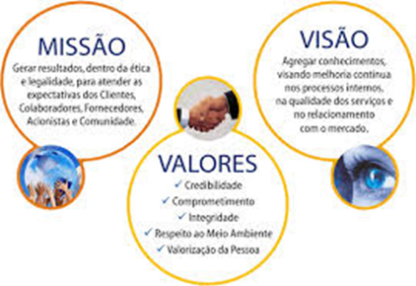 MISSÃO
Gerar resultados, dentro da ética
e legalidade, para atender as
expectativas dos Clientes,
Colaboradores, Fornecedores,
Acionistas e Comunidade.
VISÃO
Agregar conhecimentos,
visando melhoria continua
nos processos internos,
na qualidade dos serviços e
no relacionamento
com o mercado.
VALORES
✓ Credibilidade
✓ Comprometimento
✓ Integridade
✓ Respeito ao Meio Ambiente
✓ Valorização da Pessoa